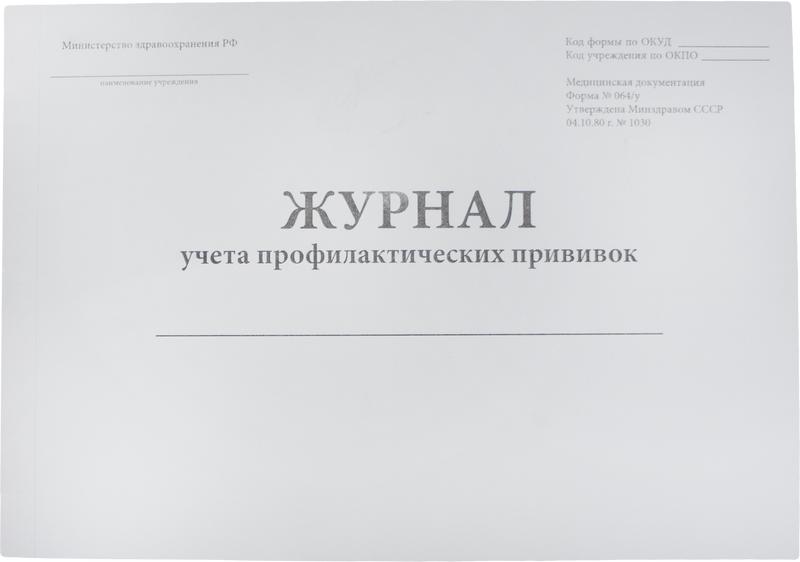 Министерство здравоохранения РФ
наименование учреждения
Код формы по ОКУД
Код учреждения по ОКПО
Медицинская документация
Форма № 064/у
Утверждена Минздравом СССР
04.10.80 г. № 1030
ЖУРНАЛ
учета профилактических прививок